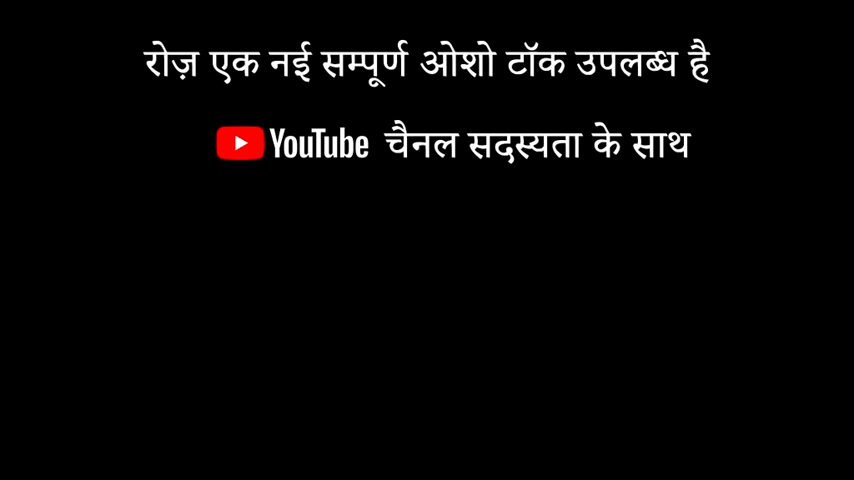 रोज़ एक नई सम्पूर्ण ओशो टॉक उपलब्ध है
YouTube चैनल सदस्यता के साथ